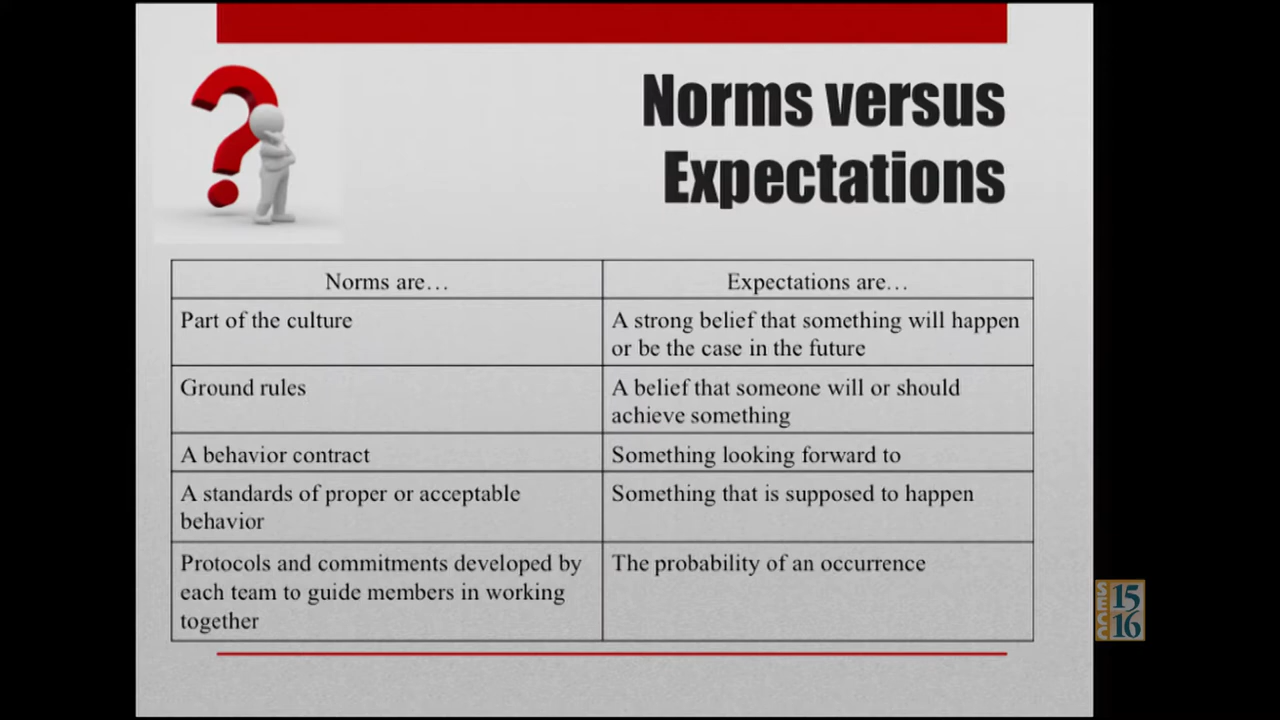 Norms versus
Expectations
Norms are…
Expectations are…
Part of the culture
A strong belief that something will happen
or be the case in the future
Ground rules
A belief that someone will or should
achieve something
A behavior contract
Something looking forward to
A standards of proper or acceptable
behavior
Something that is supposed to happen
Protocols and commitments developed by
each team to guide members in working
together
The probability of an occurrence
SECC
15
16